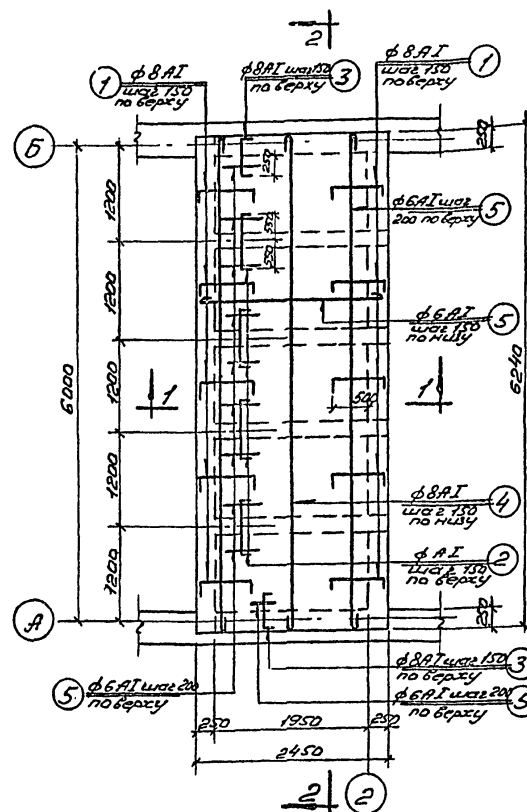 2
1
ф8АI
шаг 150
по верху
ф8АI шаг 150
по верху
3
ф8АI
шаг 150
по верху
1
Б
250
250
1200
ф6АI шаг
200 по верху
5
550
550
1200
ф6АI
шаг 150
по низу
5
6000
1200
6240
1
500
1
1200
ф8АI
шаг 150
по низу
4
1200
фАI
шаг 150
по верху
2
А
250
ф8АI шаг 150
по верху
3
5
ф6АI шаг 200
по верху
ф6АI шаг 200
по верху
5
250
1950
250
2450
2
2